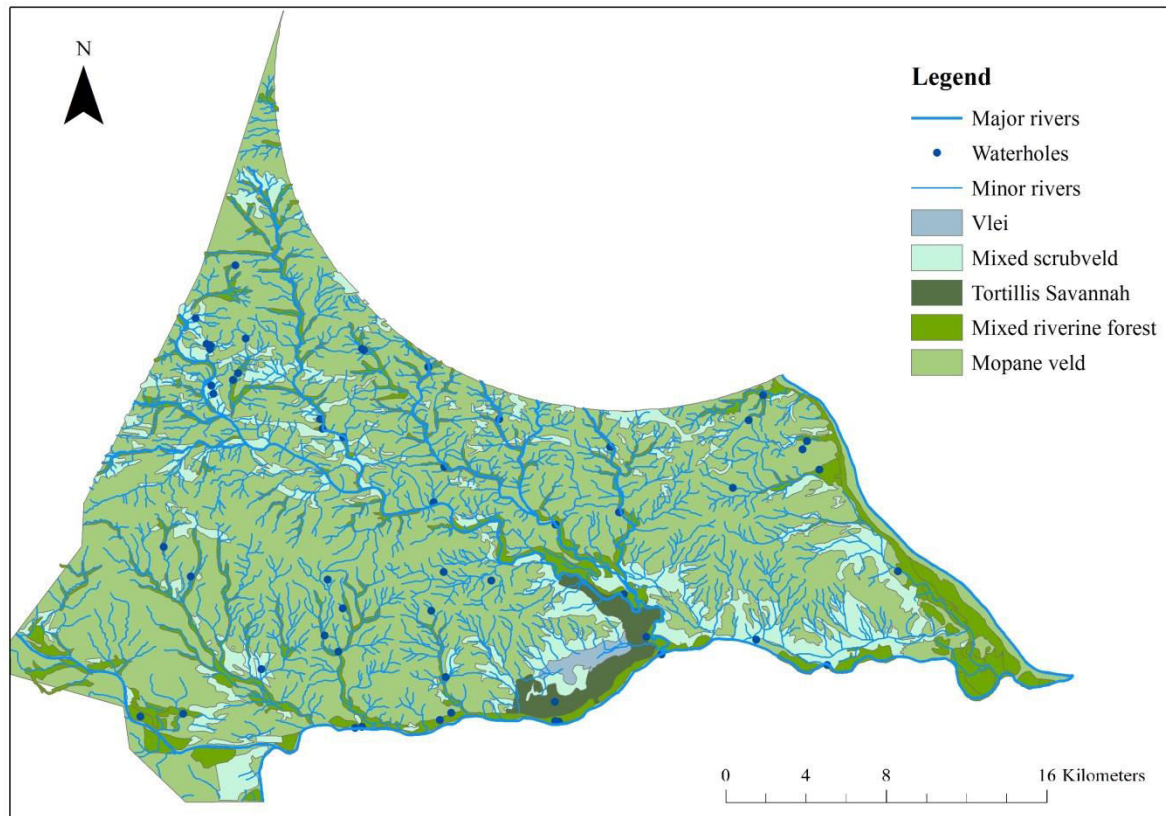 N
Legend
Major rivers
Waterholes
Minor rivers
Vlei
Mixed scrubveld
Tortillis Savannah
Mixed riverine forest
Mopane veld
0 4 8 16 Kilometers